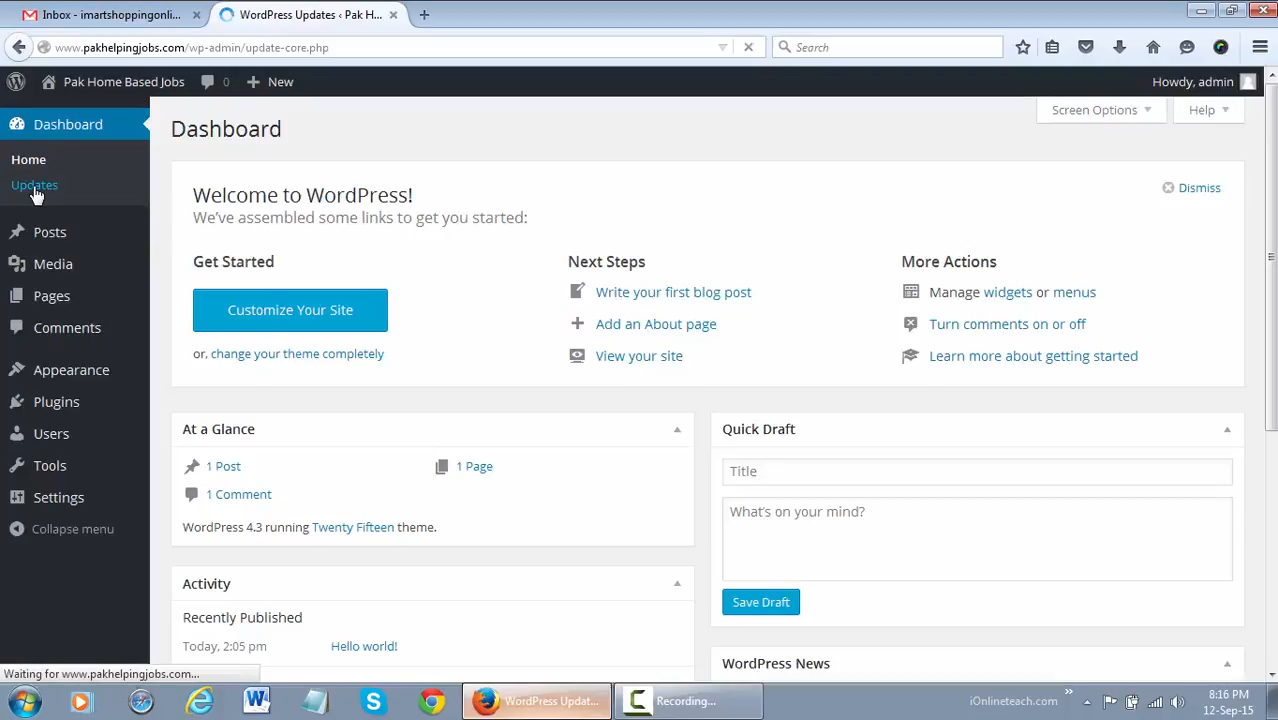 Inbox - imartshoppingonli...
WordPress Updates ‹ Pak H...
www.pakhelpingjobs.com/wp-admin/update-core.php
Search
Pak Home Based Jobs
0
New
Howdy, admin
Dashboard
Home
Updates
Posts
Media
Pages
Comments
Appearance
Plugins
Users
Tools
Settings
Collapse menu
Screen Options
Help
Dashboard
Welcome to WordPress!
We've assembled some links to get you started:
Dismiss
Get Started
Customize Your Site
or, change your theme completely
Next Steps
Write your first blog post
Add an About page
View your site
More Actions
Manage widgets or menus
Turn comments on or off
Learn more about getting started
At a Glance
1 Post
1 Page
1 Comment
WordPress 4.3 running Twenty Fifteen theme.
Activity
Recently Published
Today, 2:05 pm
Hello world!
Quick Draft
Title
What's on your mind?
Save Draft
WordPress News
Waiting for www.pakhelpingjobs.com...
WordPress Updat...
Recording...
iOnlineteach.com
8:16 PM
12-Sep-15